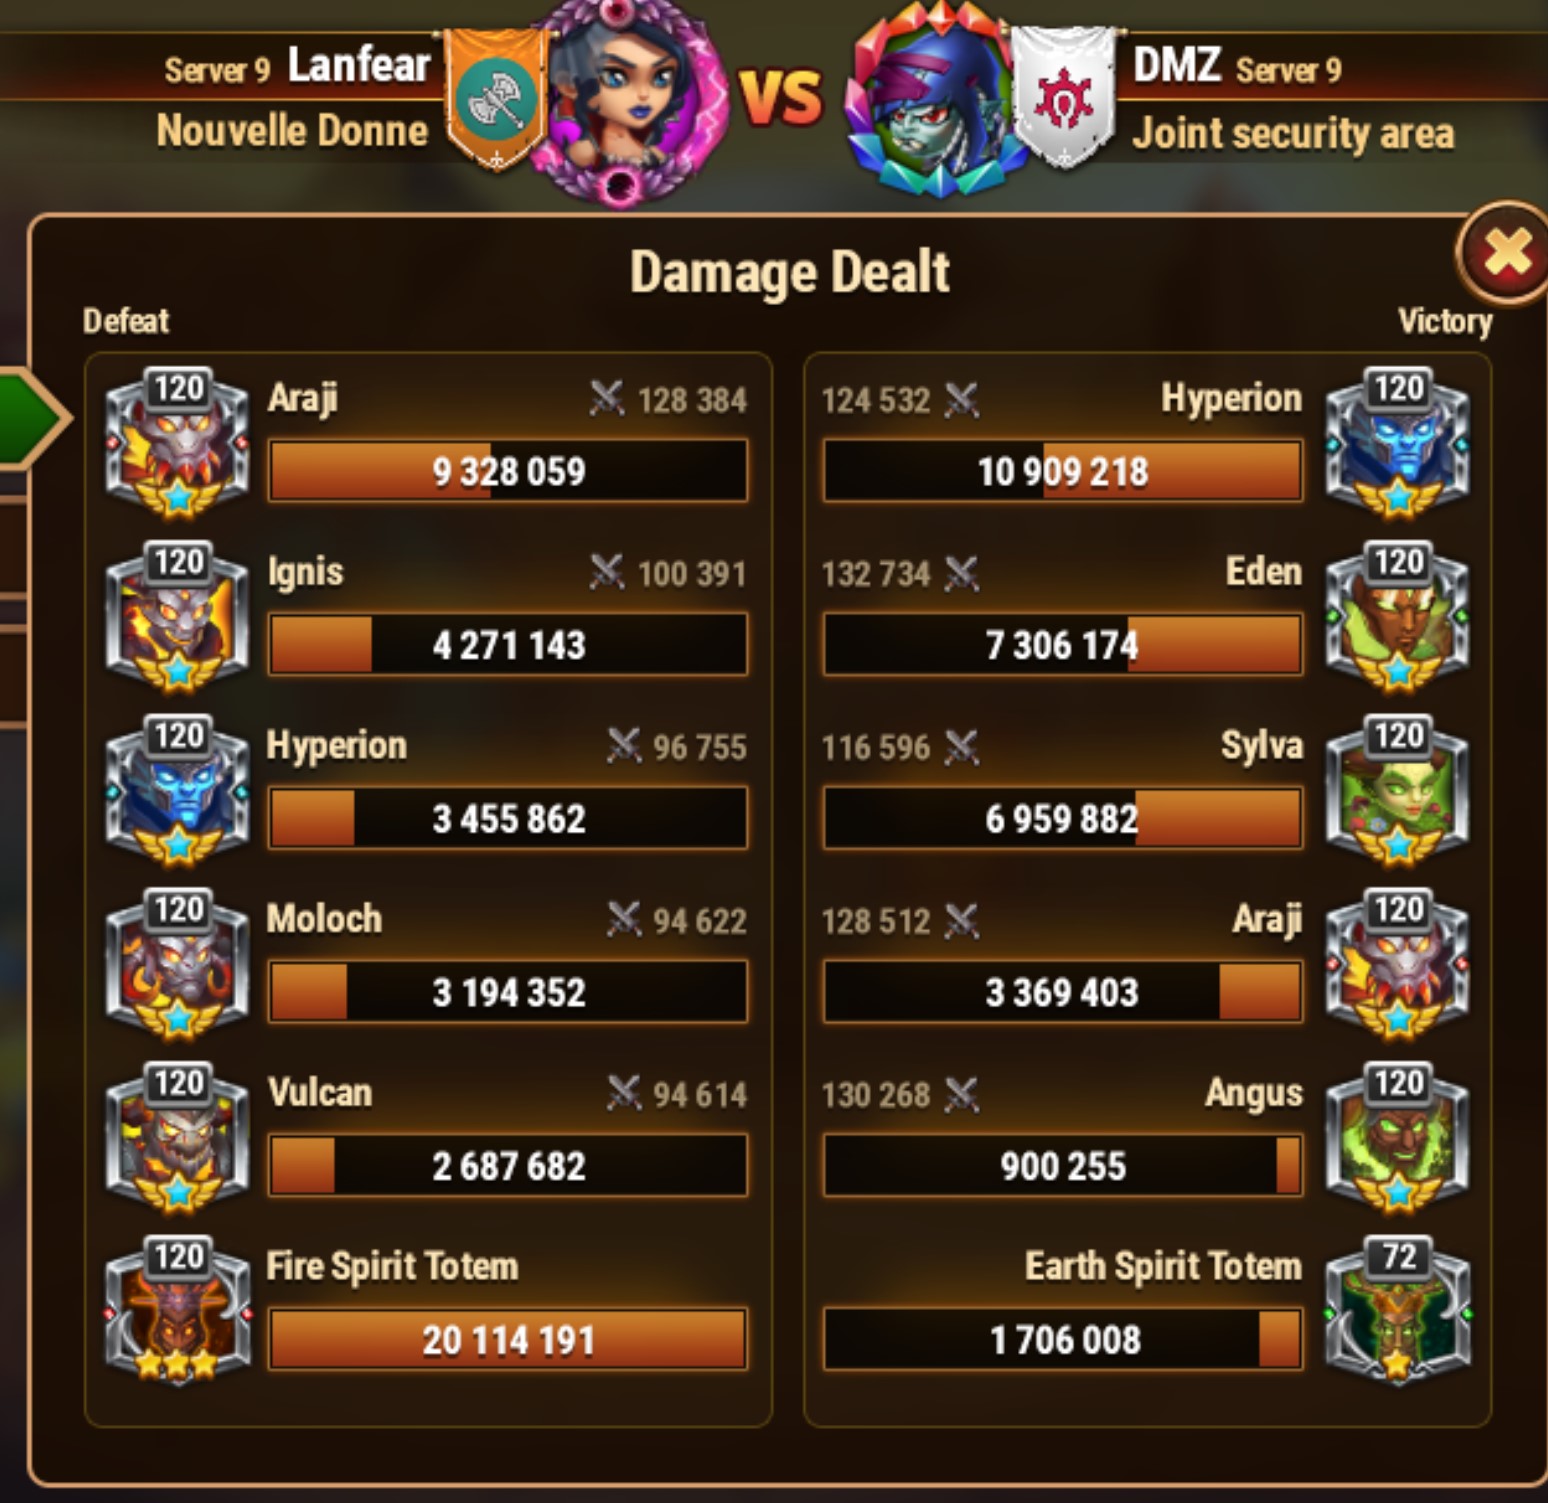 Server 9 Lanfear
Nouvelle Donne
VS
DMZ Server 9
Joint security area
Damage Dealt
Defeat
Victory
120
Araji
128 384
9 328 059
124 532
Hyperion
120
10 909 218
120
Ignis
100 391
4 271 143
132 734
Eden
120
7 306 174
120
Hyperion
96 755
3 455 862
116 596
Sylva
120
6 959 882
120
Moloch
94 622
3 194 352
128 512
Araji
120
3 369 403
120
Vulcan
94 614
2 687 682
130 268
Angus
120
900 255
120
Fire Spirit Totem
20 114 191
Earth Spirit Totem
72
1 706 008